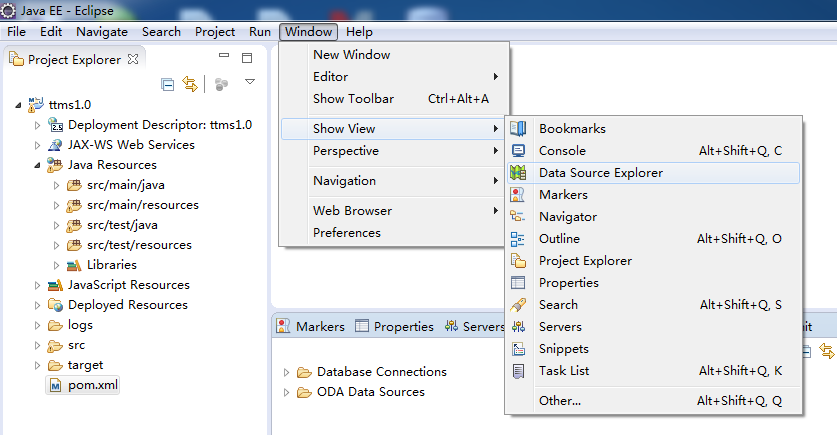 Java EE - Eclipse
File Edit Navigate Search Project Run Window Help
Project Explorer
ttms1.0
Deployment Descriptor: ttms1.0
JAX-WS Web Services
Java Resources
src/main/java
src/main/resources
src/test/java
src/test/resources
Libraries
JavaScript Resources
Deployed Resources
logs
src
target
pom.xml
New Window
Editor
Show Toolbar Ctrl+Alt+A
Show View
Perspective
Navigation
Web Browser
Preferences
Bookmarks
Console Alt+Shift+Q, C
Data Source Explorer
Markers
Navigator
Outline Alt+Shift+Q, O
Project Explorer
Properties
Search Alt+Shift+Q, S
Servers
Snippets
Task List Alt+Shift+Q, K
Other... Alt+Shift+Q, Q
Markers Properties Servers
Database Connections
ODA Data Sources